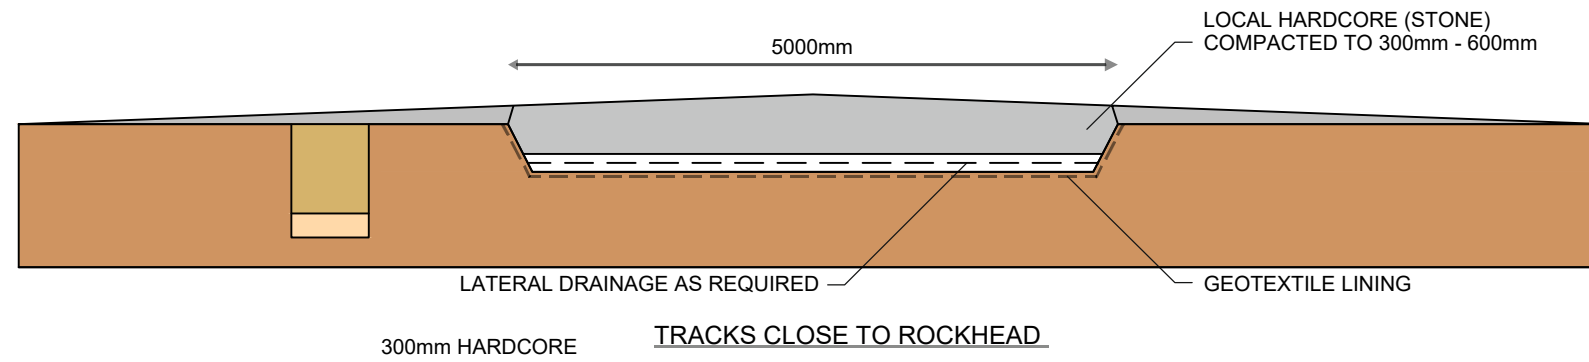 LOCAL HARDCORE (STONE)
COMPACTED TO 300mm - 600mm
5000mm
LATERAL DRAINAGE AS REQUIRED
GEOTEXTILE LINING
TRACKS CLOSE TO ROCKHEAD
300mm HARDCORE